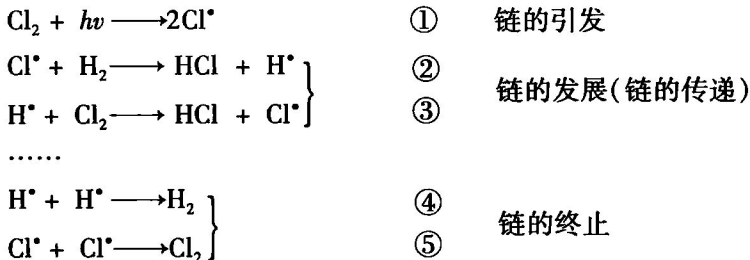 Cl₂ + hν ⟶ 2Cl• ① 链的引发
Cl• + H₂ ⟶ HCl + H• ②
链的发展(链的传递)
H• + Cl₂ ⟶ HCl + Cl• ③
……
H• + H• ⟶ H₂ ④
链的终止
Cl• + Cl• ⟶ Cl₂ ⑤